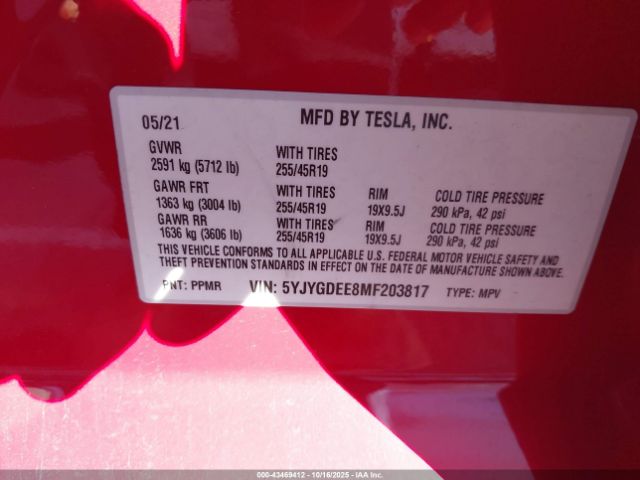 05/21 MFD BY TESLA, INC.
GVWR WITH TIRES
2591 kg (5712 lb) 255/45R19
GAWR FRT WITH TIRES RIM COLD TIRE PRESSURE
1363 kg (3004 lb) 255/45R19 19X9.5J 290 kPa, 42 psi
GAWR RR WITH TIRES RIM COLD TIRE PRESSURE
1636 kg (3606 lb) 255/45R19 19X9.5J 290 kPa, 42 psi
THIS VEHICLE CONFORMS TO ALL APPLICABLE U.S. FEDERAL MOTOR VEHICLE SAFETY AND
THEFT PREVENTION STANDARDS IN EFFECT ON THE DATE OF MANUFACTURE SHOWN ABOVE.
PNT: PPMR VIN: 5YJYGDEE8MF203817 TYPE: MPV
000-43469412 - 10/16/2025 - IAA Inc.